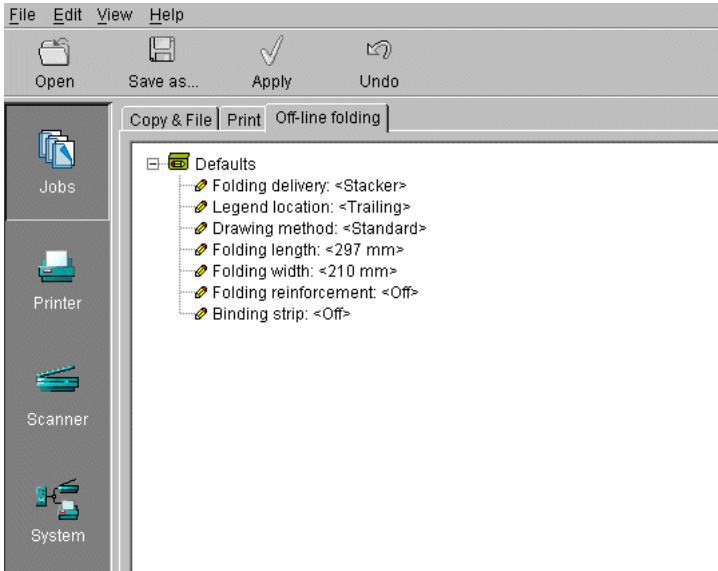 File Edit View Help
Open Save as... Apply Undo
Copy & File Print Off-line folding
Jobs
Printer
Scanner
System
Defaults
Folding delivery: <Stacker>
Legend location: <Trailing>
Drawing method: <Standard>
Folding length: <297 mm>
Folding width: <210 mm>
Folding reinforcement: <Off>
Binding strip: <Off>